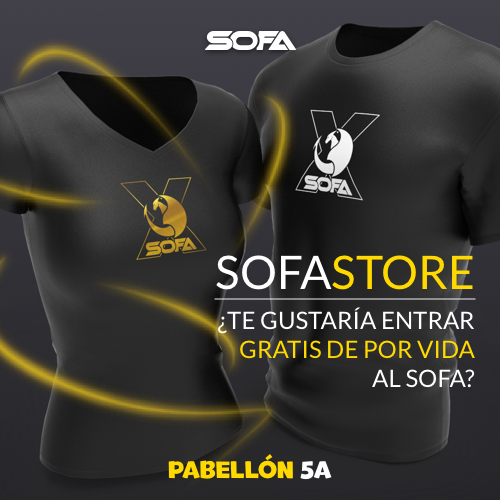 SOFA
X
SOFA
X
SOFA
SOFASTORE
¿TE GUSTARÍA ENTRAR
GRATIS DE POR VIDA
AL SOFA?
PABELLÓN 5A